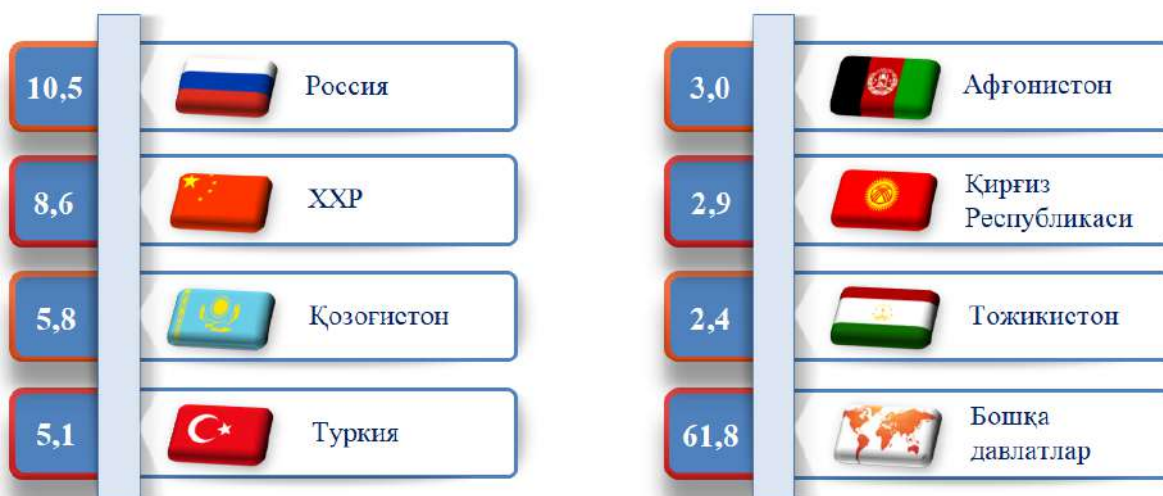 10,5 Россия
8,6 ХХР
5,8 Қозоғистон
5,1 Туркия
3,0 Афғонистон
2,9 Қирғиз
Республикаси
2,4 Тожикистон
61,8 Бошқа
давлатлар